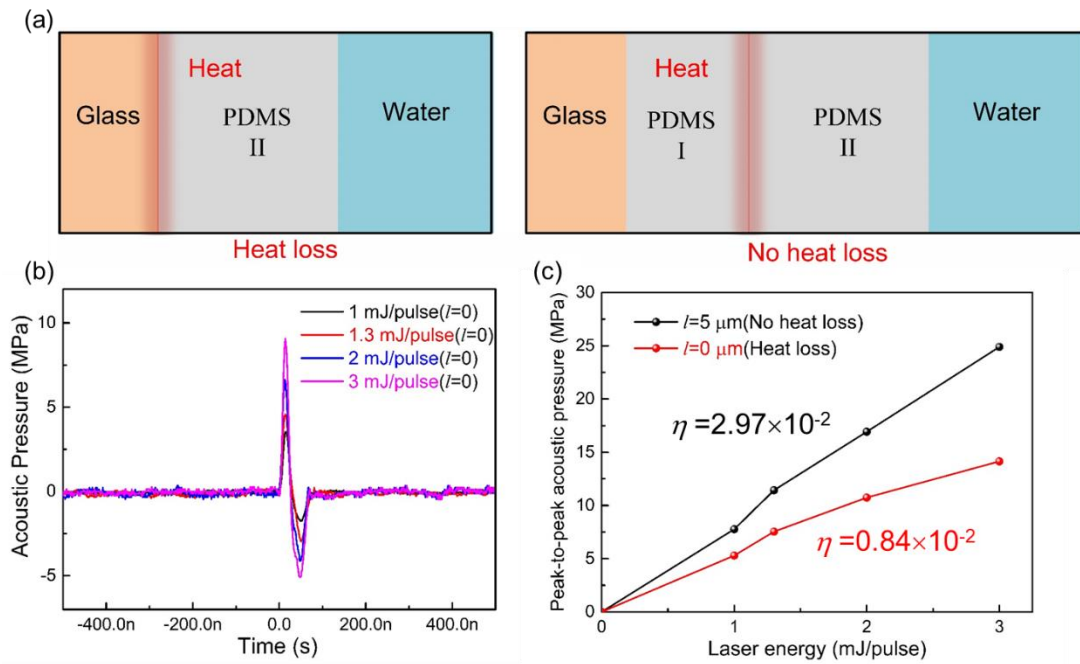 (a)
Heat
Glass
PDMS
II
Water
Heat loss
Heat
Glass
PDMS
I
PDMS
II
Water
No heat loss
(b)
Acoustic Pressure (MPa)
10
5
0
-5
1 mJ/pulse(l=0)
1.3 mJ/pulse(l=0)
2 mJ/pulse(l=0)
3 mJ/pulse(l=0)
-400.0n -200.0n 0.0 200.0n 400.0n
Time (s)
(c)
Peak-to-peak acoustic pressure (MPa)
30
25
20
15
10
5
0
l=5 μm(No heat loss)
l=0 μm(Heat loss)
η=2.97×10⁻²
η=0.84×10⁻²
0 1 2 3
Laser energy (mJ/pulse)